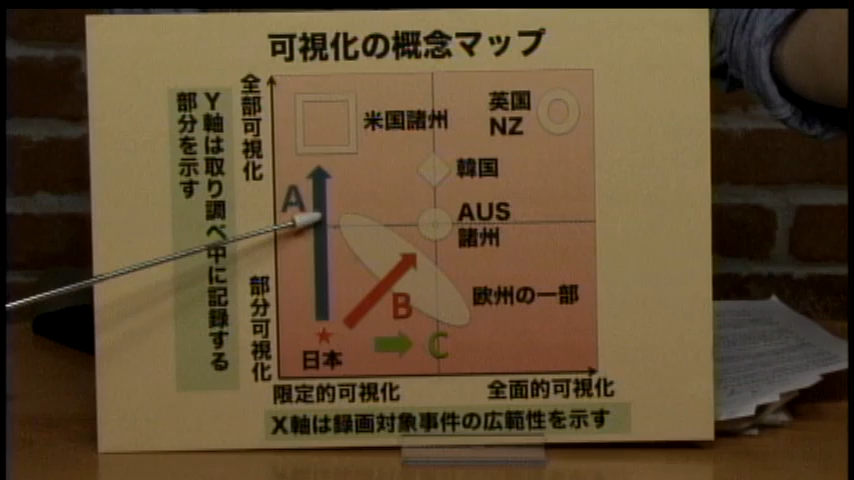 可視化の概念マップ
Y軸は取り調べ中に記録する
部分を示す
全部可視化
部分可視化
米国諸州
英国
NZ
韓国
AUS
諸州
欧州の一部
A
B
C
日本
限定的可視化
全面的可視化
X軸は録画対象事件の広範性を示す